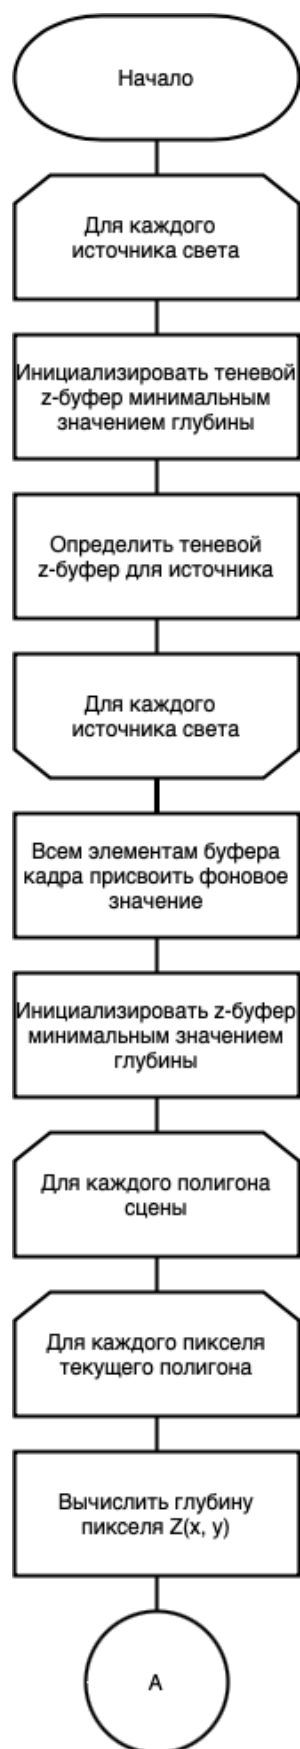 Начало
Для каждого
источника света
Инициализировать теневой
z-буфер минимальным
значением глубины
Определить теневой
z-буфер для источника
Для каждого
источника света
Всем элементам буфера
кадра присвоить фоновое
значение
Инициализировать z-буфер
минимальным значением
глубины
Для каждого полигона
сцены
Для каждого пикселя
текущего полигона
Вычислить глубину
пикселя Z(x, y)
А